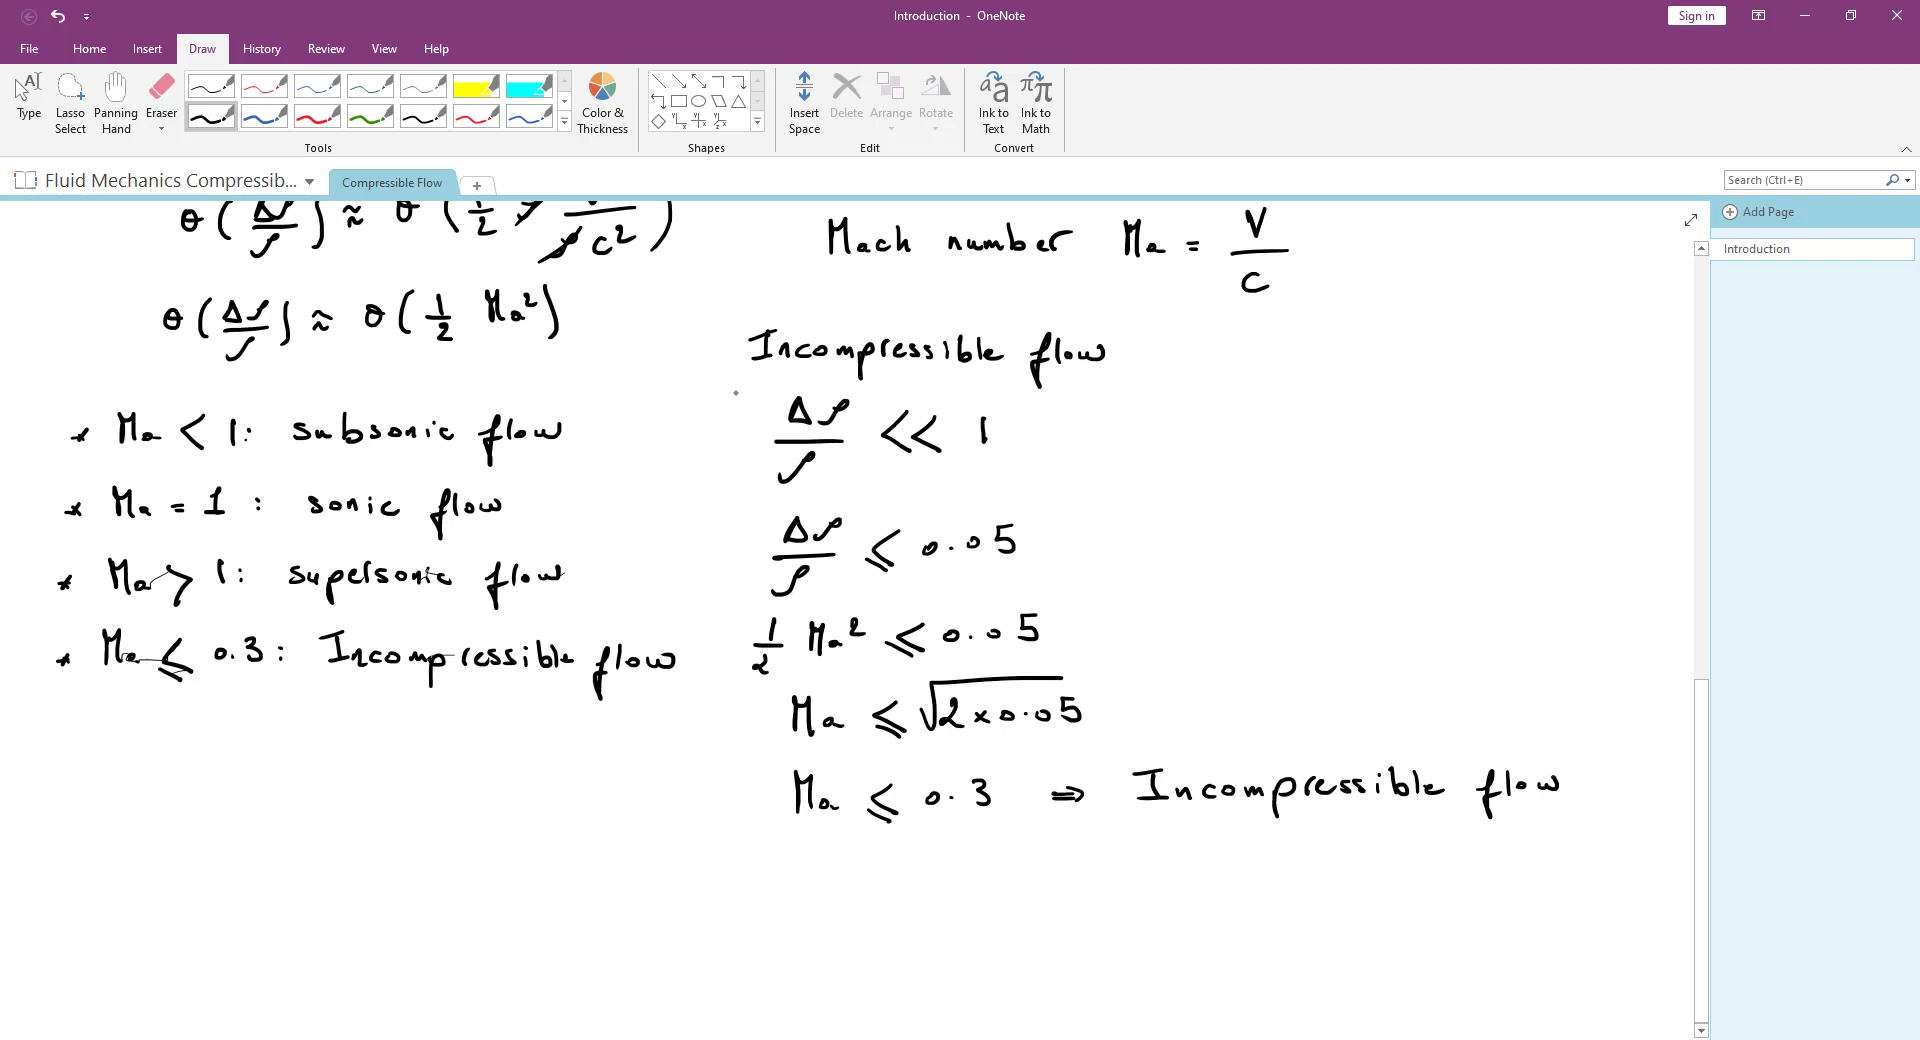 Introduction - OneNote
Sign in
File Home Insert Draw History Review View Help
Type
Lasso Select
Panning Hand
Eraser
Color & Thickness
Insert Space
Delete
Arrange
Rotate
Ink to Text
Ink to Math
Tools
Shapes
Edit
Convert
Fluid Mechanics Compressib...
Compressible Flow
Search (Ctrl+E)
Add Page
Introduction
θ(Δρ/ρ) ≈ θ(1/2 ρ V/ρc²)
θ(Δρ/ρ) ≈ θ(1/2 Ma²)
* Ma < 1: subsonic flow
* Ma = 1 : sonic flow
* Ma > 1: supersonic flow
* Ma ⩽ 0.3: Incompressible flow
Mach number Ma = V/c
Incompressible flow
Δρ/ρ << 1
Δρ/ρ ⩽ 0.05
1/2 Ma² ⩽ 0.05
Ma ⩽ √2×0.05
Ma ⩽ 0.3 ⇒ Incompressible flow